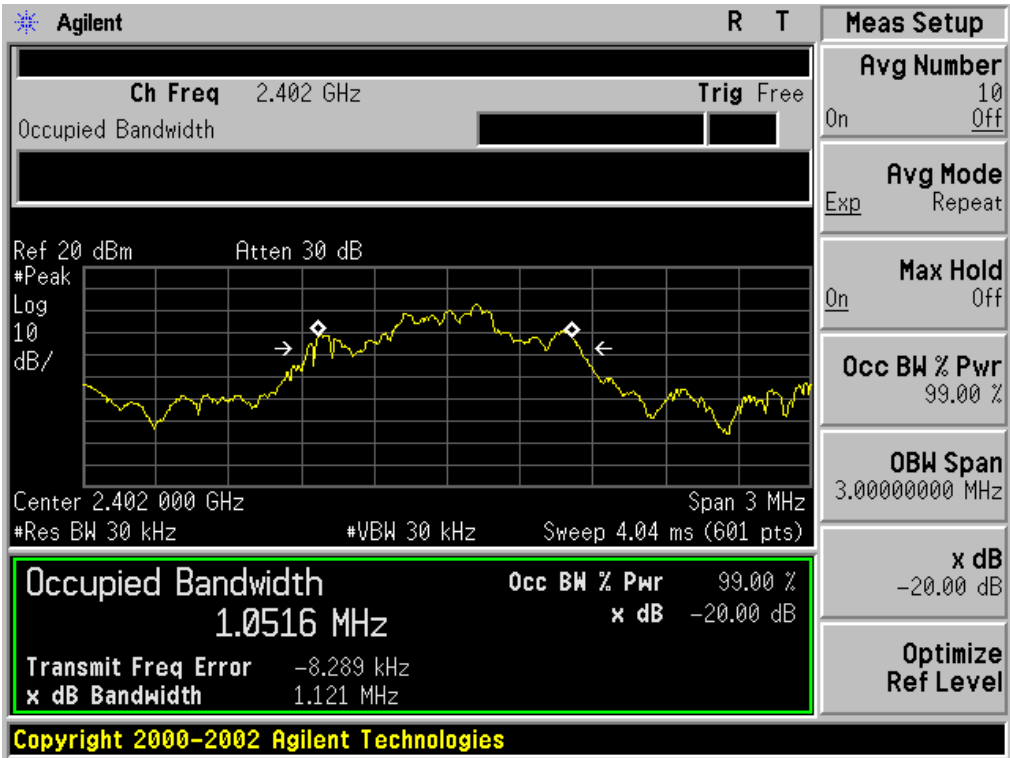 Agilent R T
Ch Freq 2.402 GHz Trig Free
Occupied Bandwidth
Ref 20 dBm Atten 30 dB
#Peak
Log
10
dB/
Center 2.402 000 GHz Span 3 MHz
#Res BW 30 kHz #VBW 30 kHz Sweep 4.04 ms (601 pts)
Occupied Bandwidth Occ BW % Pwr 99.00 %
1.0516 MHz x dB -20.00 dB
Transmit Freq Error -8.289 kHz
x dB Bandwidth 1.121 MHz
Copyright 2000-2002 Agilent Technologies
Meas Setup
Avg Number
10
On Off
Avg Mode
Exp Repeat
Max Hold
On Off
Occ BW % Pwr
99.00 %
OBW Span
3.00000000 MHz
x dB
-20.00 dB
Optimize
Ref Level